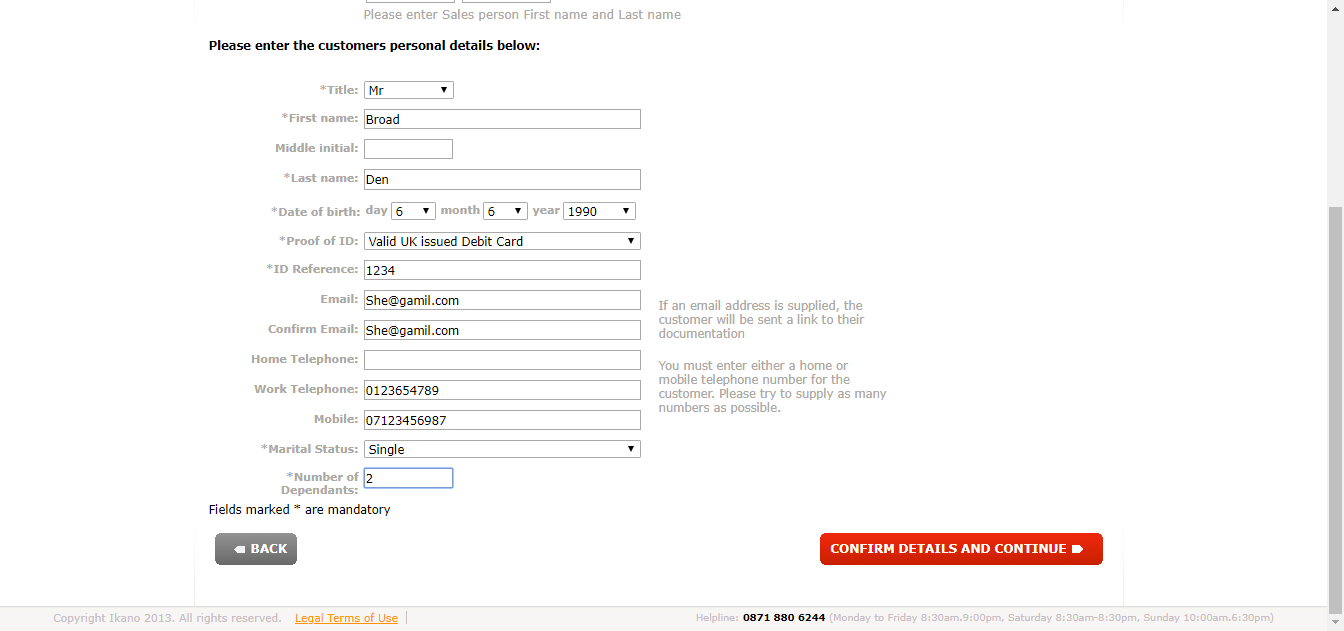 Please enter Sales person First name and Last name
Please enter the customers personal details below:
*Title: Mr
*First name: Broad
Middle initial:
*Last name: Den
*Date of birth: day 6 month 6 year 1990
*Proof of ID: Valid UK issued Debit Card
*ID Reference: 1234
Email: She@gamil.com
If an email address is supplied, the
customer will be sent a link to their
documentation
Confirm Email: She@gamil.com
Home Telephone:
You must enter either a home or
mobile telephone number for the
customer. Please try to supply as many
numbers as possible.
Work Telephone: 0123654789
Mobile: 07123456987
*Marital Status: Single
*Number of
Dependants: 2
Fields marked * are mandatory
BACK
CONFIRM DETAILS AND CONTINUE
Copyright Ikano 2013. All rights reserved. Legal Terms of Use
Helpline: 0871 880 6244 (Monday to Friday 8:30am.9:00pm, Saturday 8:30am-8:30pm, Sunday 10:00am.6:30pm)